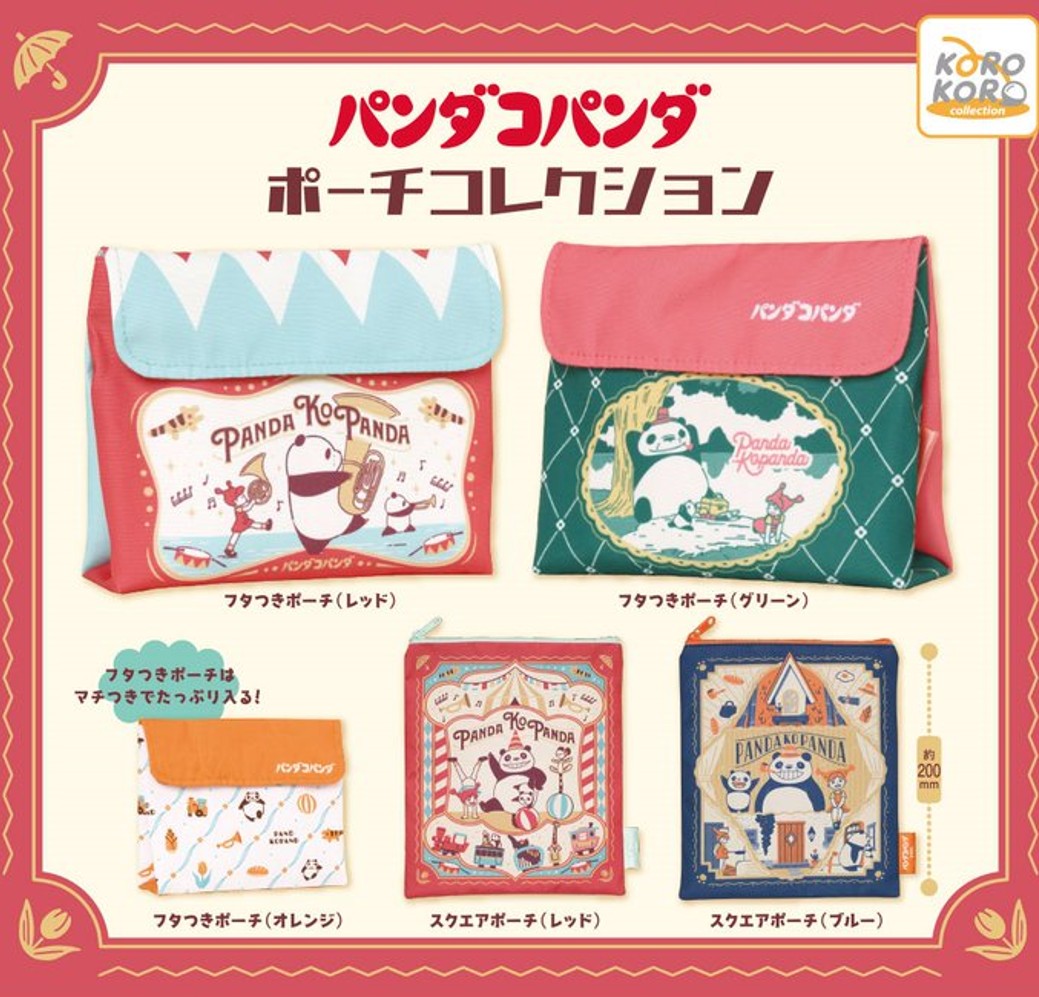 KORO
KORO
collection
パンダコパンダ
ポーチコレクション
パンダコパンダ
PANDA KOPANDA
パンダコパンダ
Panda
Kopanda
フタつきポーチ(レッド)
フタつきポーチ(グリーン)
フタつきポーチは
マチつきでたっぷり入る!
パンダコパンダ
PANDA KOPANDA
PANDA KOPANDA
約
200
mm
フタつきポーチ(オレンジ)
スクエアポーチ(レッド)
スクエアポーチ(ブルー)